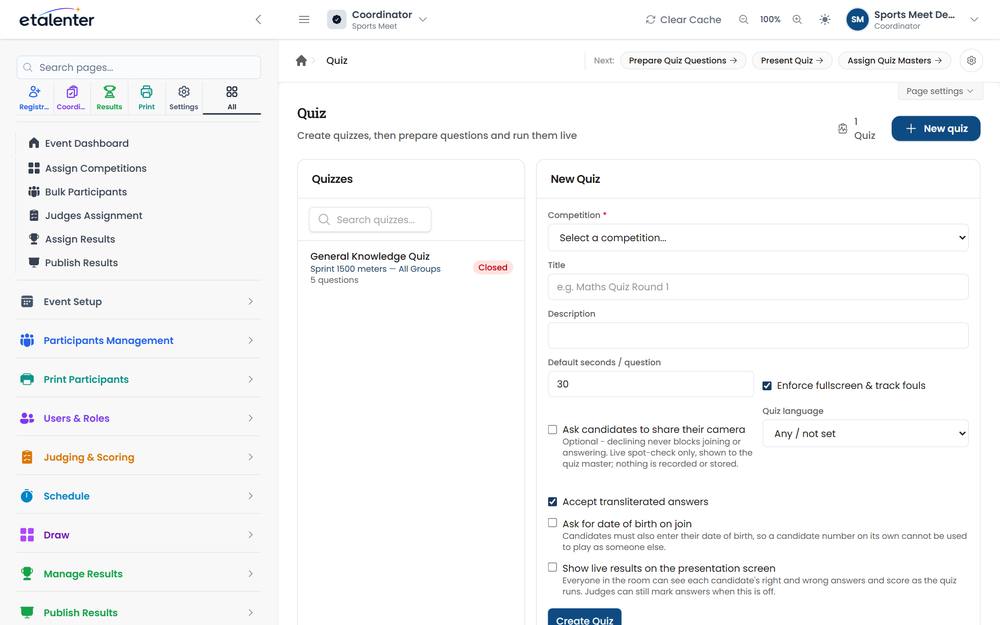 etalenter
Coordinator
Sports Meet
Clear Cache
100%
SM
Sports Meet De...
Coordinator
Search pages...
Registr...
Coordi...
Results
Print
Settings
All
Event Dashboard
Assign Competitions
Bulk Participants
Judges Assignment
Assign Results
Publish Results
Event Setup
Participants Management
Print Participants
Users & Roles
Judging & Scoring
Schedule
Draw
Manage Results
Publish Results
Quiz
Next:
Prepare Quiz Questions →
Present Quiz →
Assign Quiz Masters →
Page settings
Quiz
Create quizzes, then prepare questions and run them live
1
Quiz
+ New quiz
Quizzes
Search quizzes...
General Knowledge Quiz
Sprint 1500 meters — All Groups
5 questions
Closed
New Quiz
Competition *
Select a competition...
Title
e.g. Maths Quiz Round 1
Description
Default seconds / question
30
Enforce fullscreen & track fouls
Quiz language
Any / not set
Ask candidates to share their camera
Optional - declining never blocks joining or
answering. Live spot-check only, shown to the
quiz master; nothing is recorded or stored.
Accept transliterated answers
Ask for date of birth on join
Candidates must also enter their date of birth, so a candidate number on its own cannot be used
to play as someone else.
Show live results on the presentation screen
Everyone in the room can see each candidate's right and wrong answers and score as the quiz
runs. Judges can still mark answers when this is off.
Create Quiz